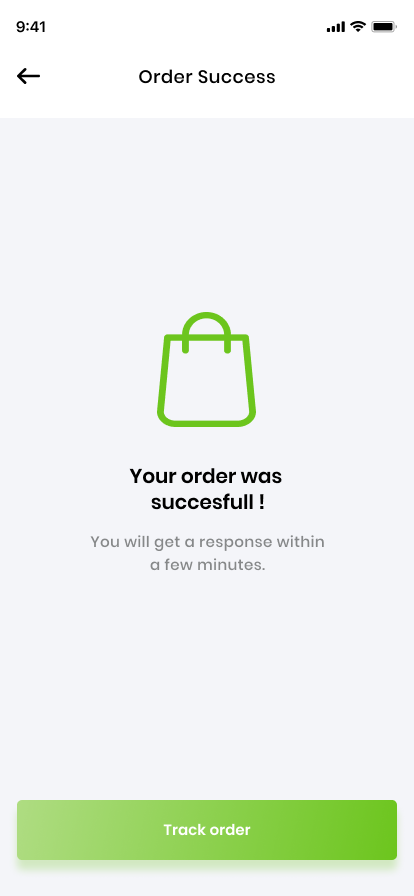 9:41
Order Success
Your order was
succesfull !
You will get a response within
a few minutes.
Track order